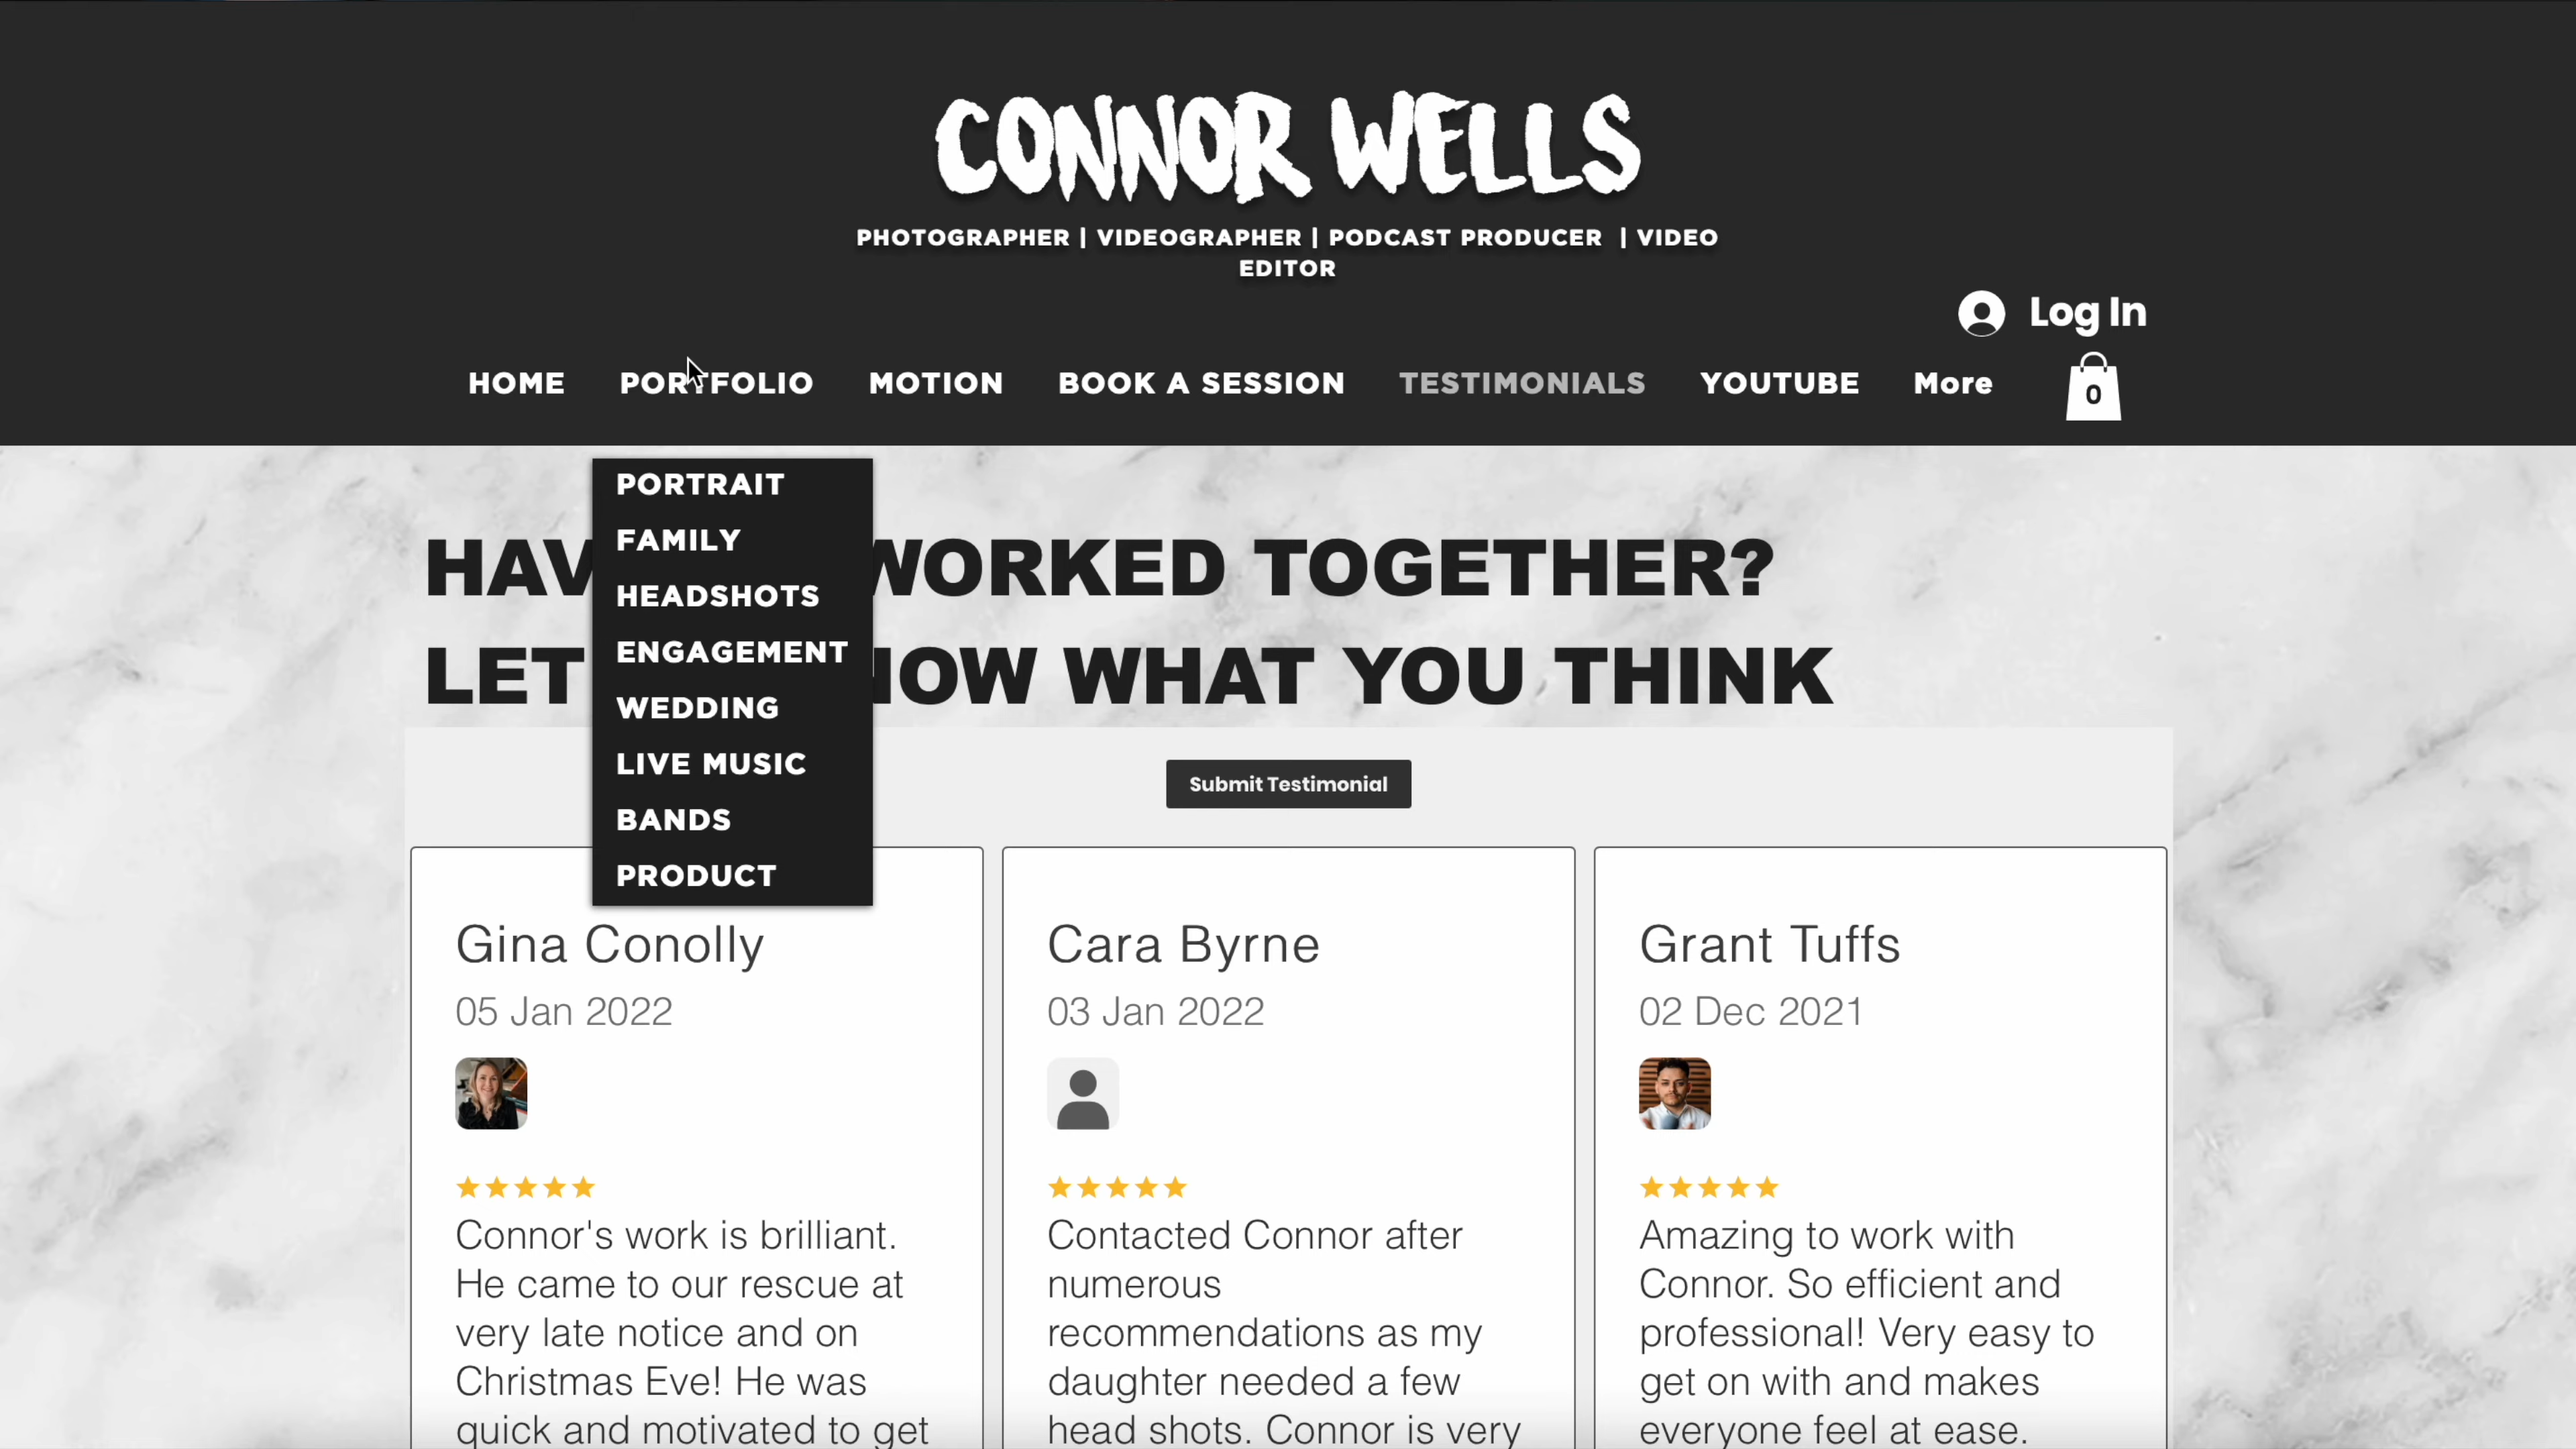 CONNOR WELLS
PHOTOGRAPHER | VIDEOGRAPHER | PODCAST PRODUCER | VIDEO
EDITOR
Log In
HOME PORTFOLIO MOTION BOOK A SESSION TESTIMONIALS YOUTUBE More 0
PORTRAIT
FAMILY
HEADSHOTS
ENGAGEMENT
WEDDING
LIVE MUSIC
BANDS
PRODUCT
WORKED TOGETHER?
LET WHAT YOU THINK
Submit Testimonial
Gina Conolly
05 Jan 2022
Connor's work is brilliant.
He came to our rescue at
very late notice and on
Christmas Eve! He was
quick and motivated to get
Cara Byrne
03 Jan 2022
Contacted Connor after
numerous
recommendations as my
daughter needed a few
head shots. Connor is very
Grant Tuffs
02 Dec 2021
Amazing to work with
Connor. So efficient and
professional! Very easy to
get on with and makes
everyone feel at ease.